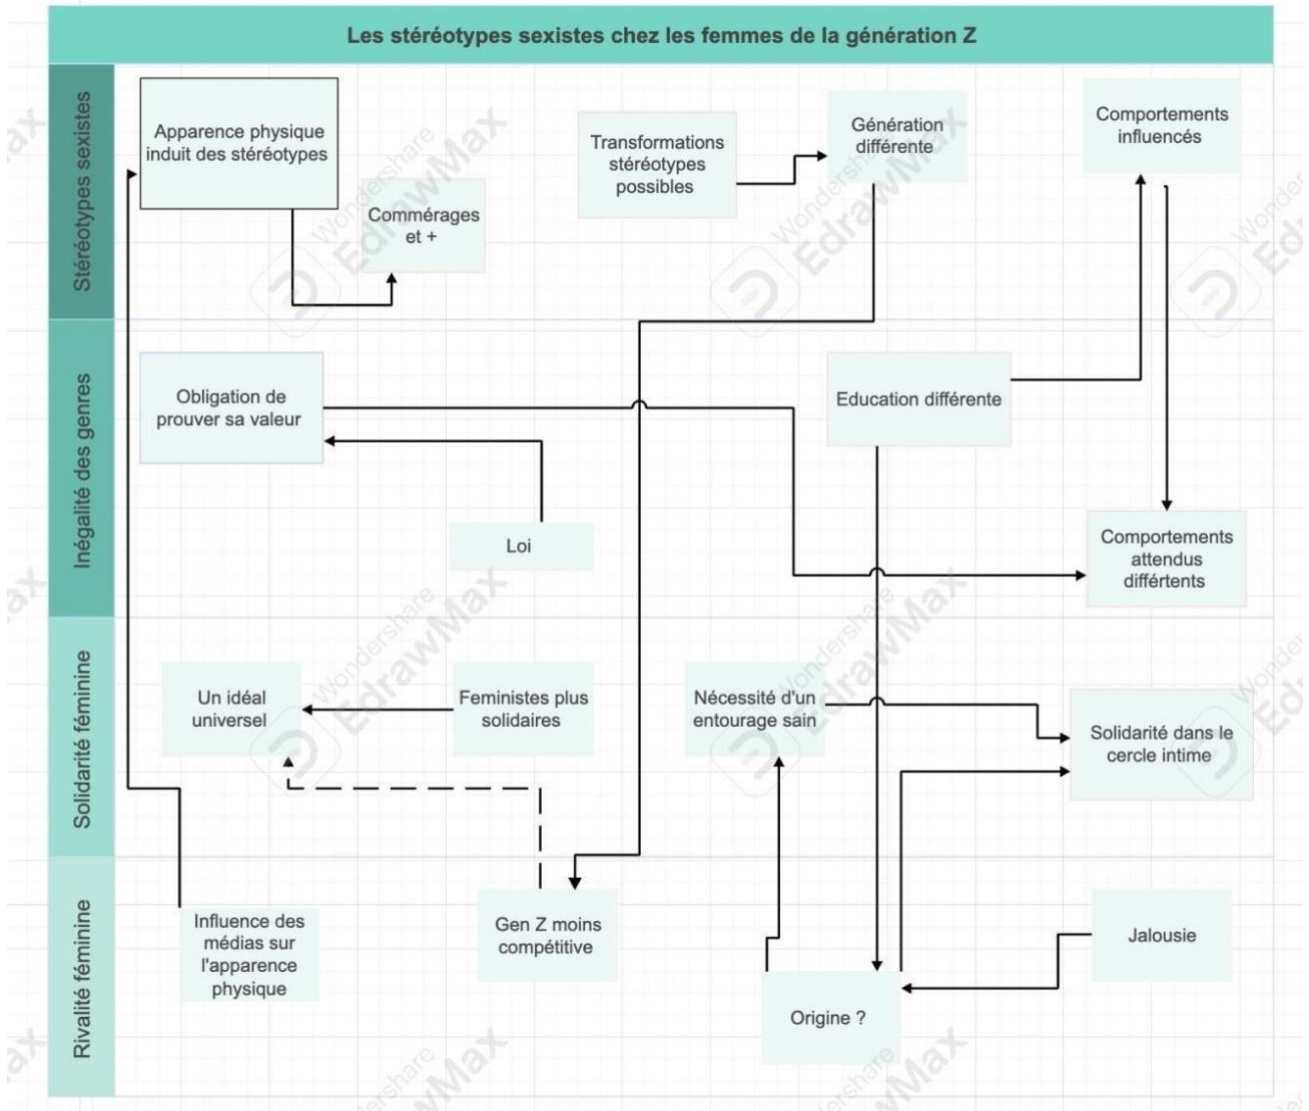 Les stéréotypes sexistes chez les femmes de la génération Z
Stéréotypes sexistes
Apparence physique
induit des stéréotypes
Commérages
et +
Transformations
stéréotypes
possibles
Génération
différente
Comportements
influencés
Inégalité des genres
Obligation de
prouver sa valeur
Loi
Education différente
Comportements
attendus
différtents
Solidarité féminine
Un idéal
universel
Feministes plus
solidaires
Nécessité d'un
entourage sain
Solidarité dans le
cercle intime
Rivalité féminine
Influence des
médias sur
l'apparence
physique
Gen Z moins
compétitive
Origine ?
Jalousie
Wondershare
EdrawMax